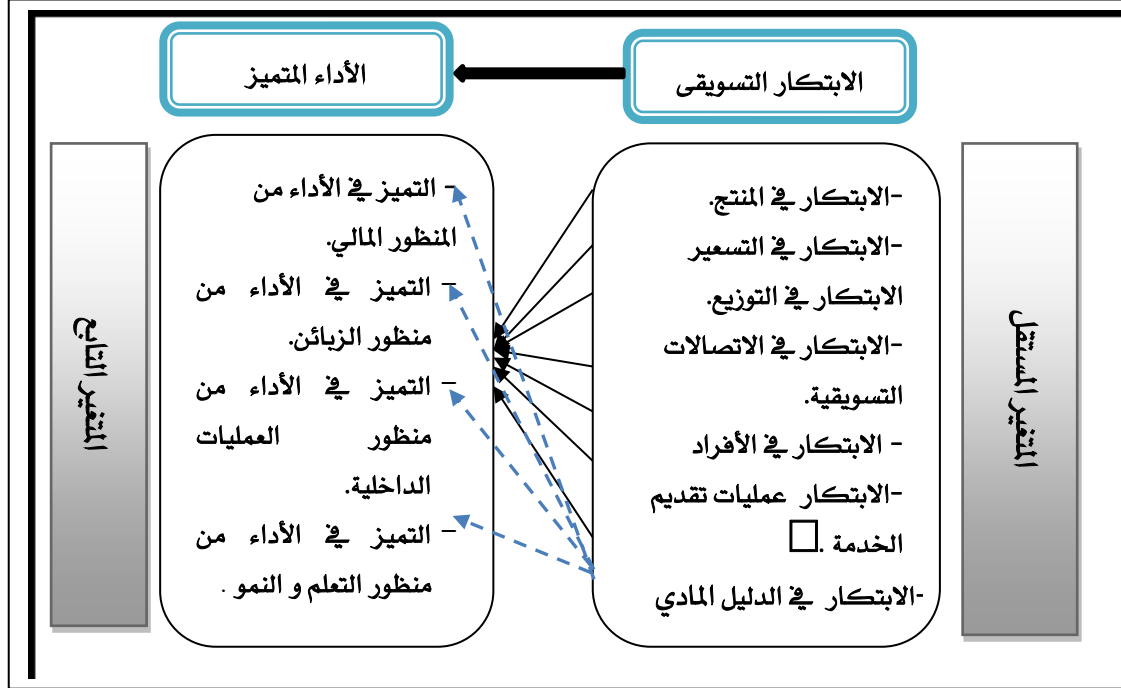 الابتكار التسويقى
الأداء المتميز
المتغير المستقل
-الابتكار في المنتج.
-الابتكار في التسعير
الابتكار في التوزيع.
-الابتكار في الاتصالات
التسويقية.
- الابتكار في الأفراد
-الابتكار عمليات تقديم
الخدمة .
-الابتكار في الدليل المادي
- التميز في الأداء من
المنظور المالي.
- التميز في الأداء من
منظور الزبائن.
- التميز في الأداء من
منظور العمليات
الداخلية.
- التميز في الأداء من
منظور التعلم و النمو .
المتغير التابع